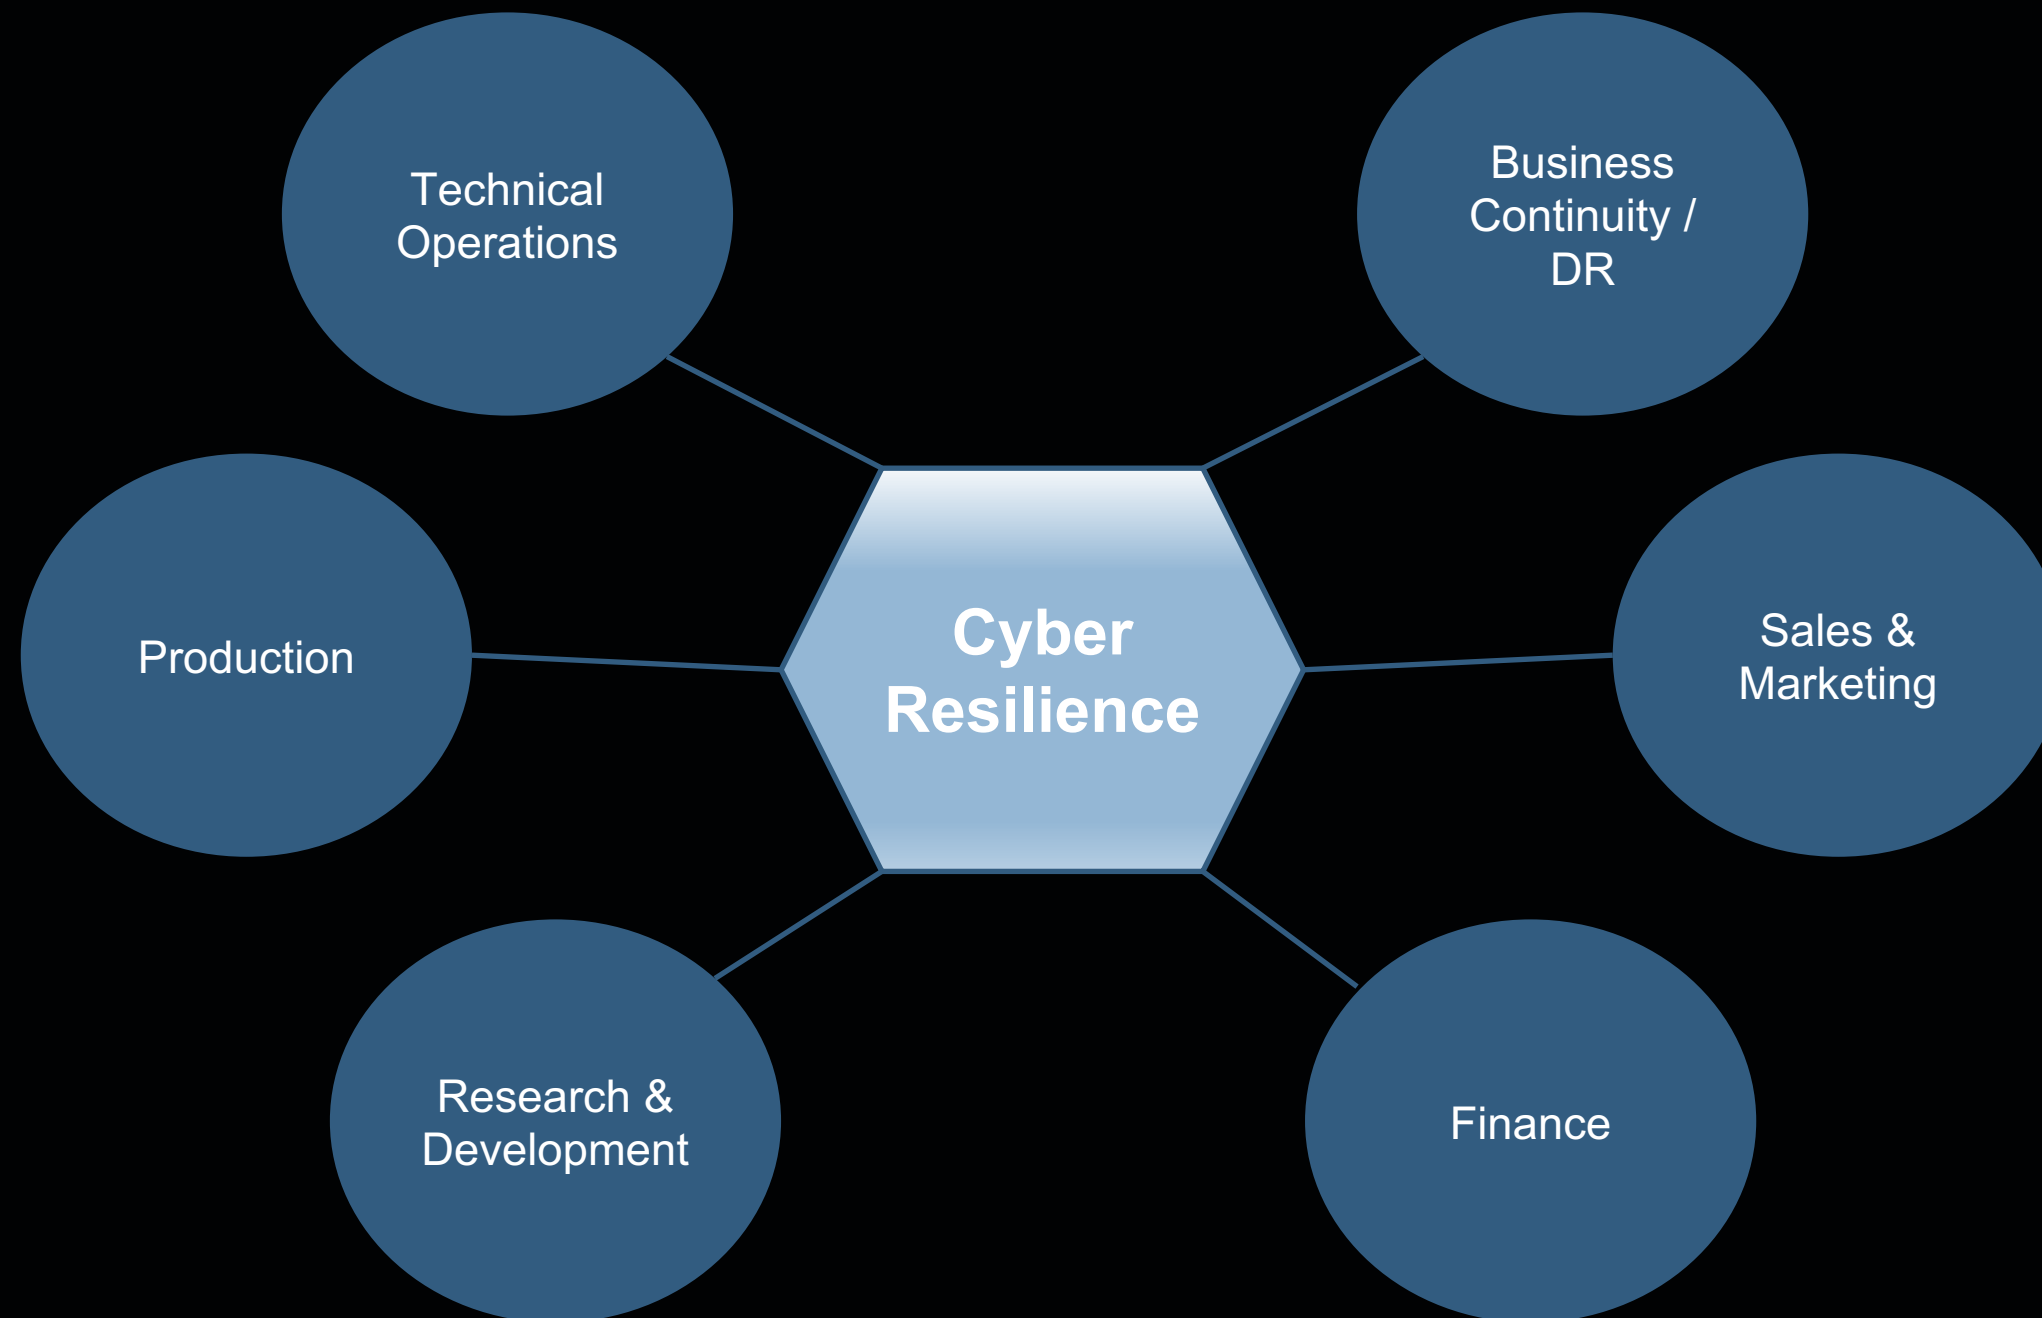 Technical
Operations
Business
Continuity /
DR
Production
Cyber
Resilience
Sales &
Marketing
Research &
Development
Finance